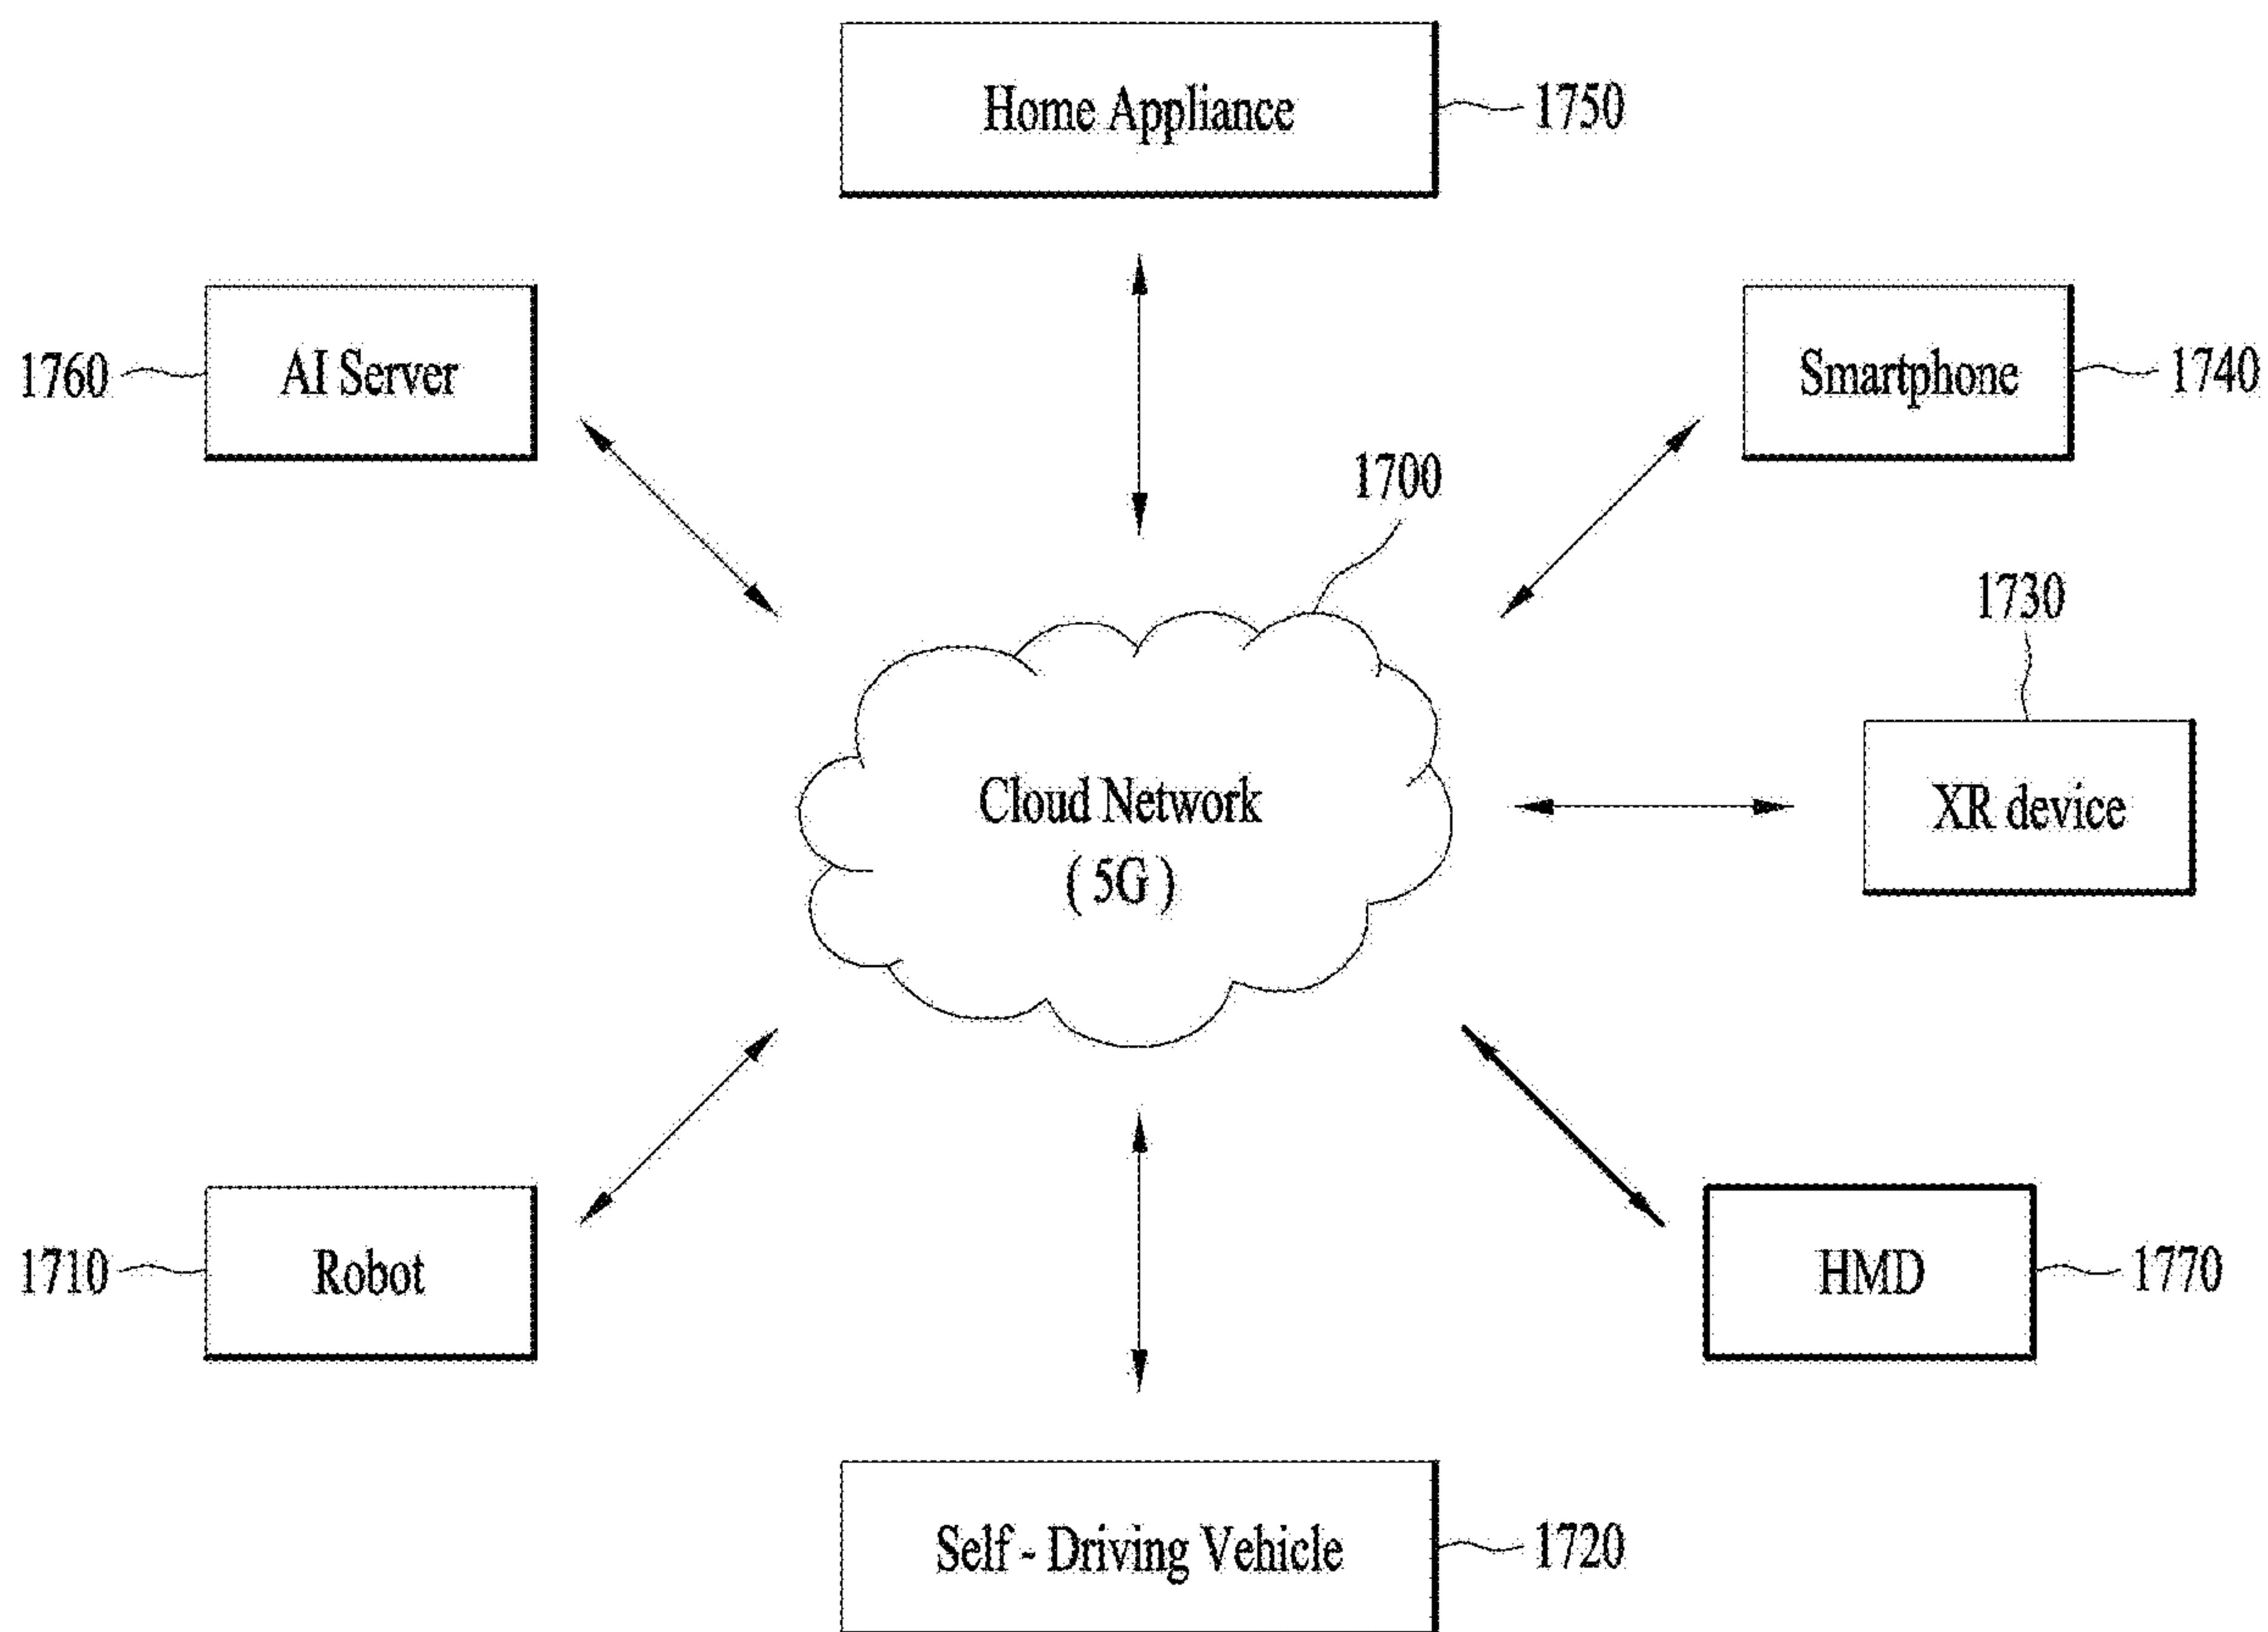 Home Appliance
1750
1760
AI Server
Smartphone
1740
1700
1730
Cloud Network
( 5G )
XR device
1710
Robot
HMD
1770
Self - Driving Vehicle
1720